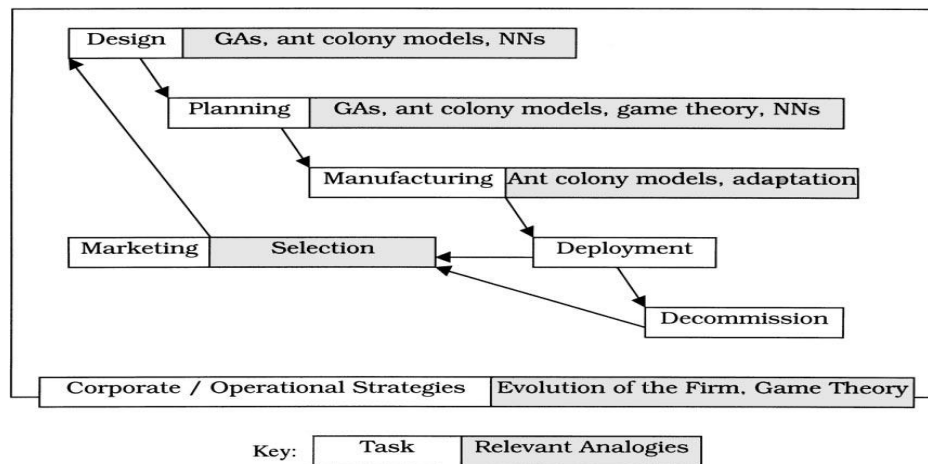 Design GAs, ant colony models, NNs
Planning GAs, ant colony models, game theory, NNs
Manufacturing Ant colony models, adaptation
Marketing Selection Deployment
Decommission
Corporate / Operational Strategies Evolution of the Firm, Game Theory
Key: Task Relevant Analogies